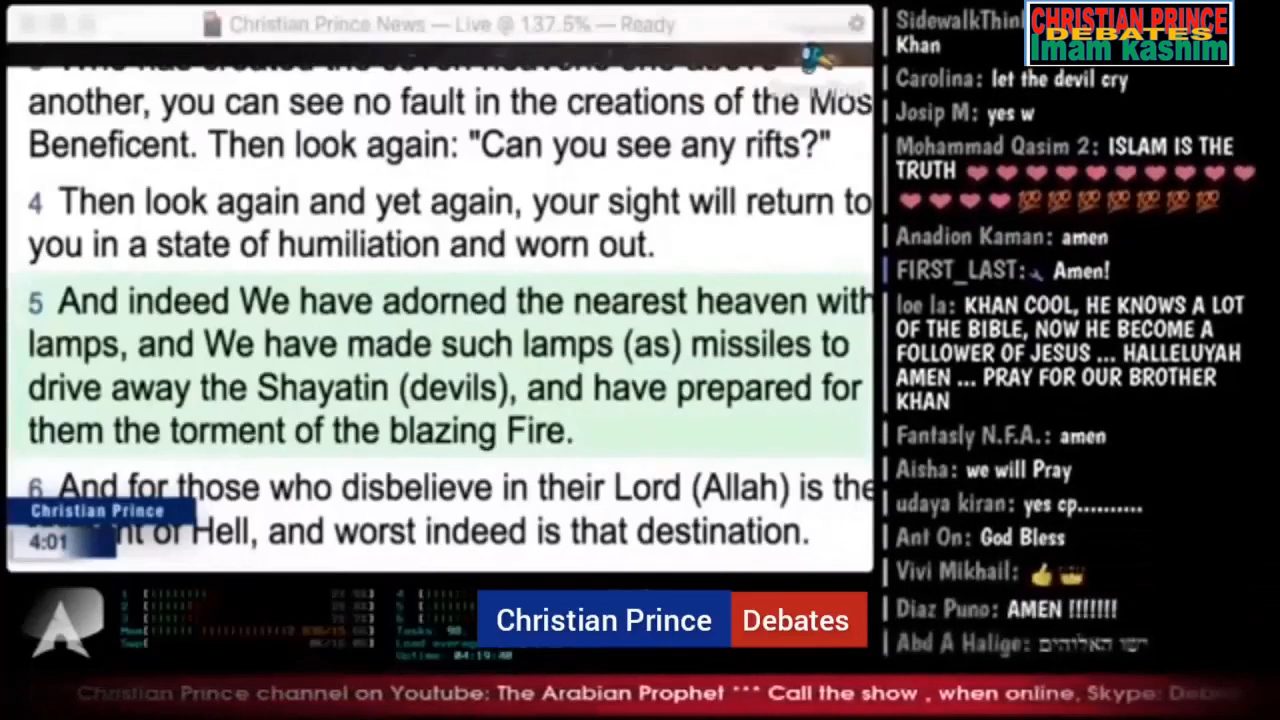 Christian Prince News — Live @ 137.5% — Ready
another, you can see no fault in the creations of the Mos
Beneficent. Then look again: "Can you see any rifts?"
4 Then look again and yet again, your sight will return to
you in a state of humiliation and worn out.
5 And indeed We have adorned the nearest heaven with
lamps, and We have made such lamps (as) missiles to
drive away the Shayatin (devils), and have prepared for
them the torment of the blazing Fire.
6 And for those who disbelieve in their Lord (Allah) is the
of Hell, and worst indeed is that destination.
Christian Prince
4:01
Christian Prince Debates
CHRISTIAN PRINCE
DEBATES
Imam kashim
Khan
Carolina: let the devil cry
Josip M: yes w
Mohammad Qasim 2: ISLAM IS THE
TRUTH ❤❤❤❤❤❤❤❤❤❤
❤❤❤❤💯💯💯💯💯💯💯
Anadion Kaman: amen
FIRST_LAST: Amen!
loe la: KHAN COOL, HE KNOWS A LOT
OF THE BIBLE, NOW HE BECOME A
FOLLOWER OF JESUS ... HALLELUYAH
AMEN ... PRAY FOR OUR BROTHER
KHAN
Fantasly N.F.A.: amen
Aisha: we will Pray
udaya kiran: yes cp..........
Ant On: God Bless
Vivi Mikhail: 👍
Diaz Puno: AMEN !!!!!!!
Abd A Halige: ישו האלוהים
Christian Prince channel on Youtube: The Arabian Prophet *** Call the show , when online, Skype: